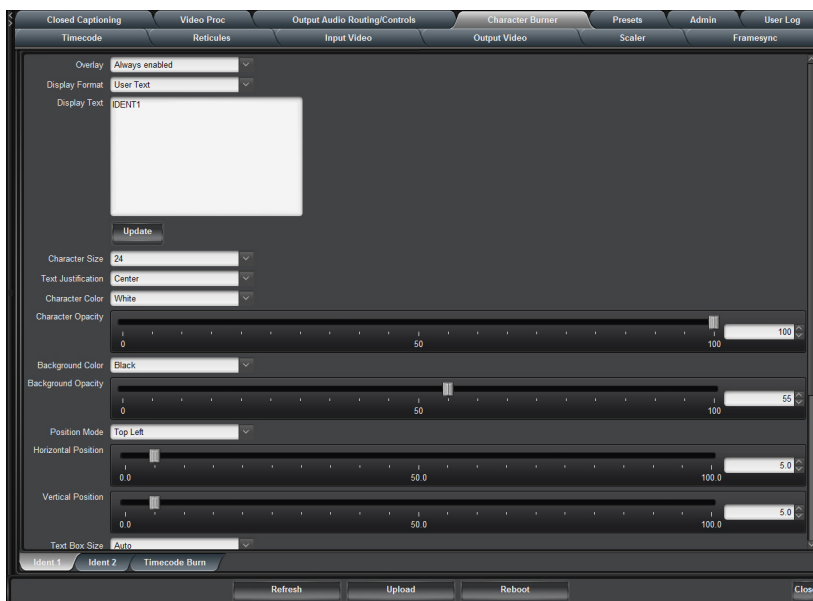 Closed Captioning Video Proc Output Audio Routing/Controls Character Burner Presets Admin User Log
Timecode Reticules Input Video Output Video Scaler Framesync
Overlay Always enabled
Display Format User Text
Display Text IDENT1
Update
Character Size 24
Text Justification Center
Character Color White
Character Opacity
100
0 50 100
Background Color Black
Background Opacity
55
0 50 100
Position Mode Top Left
Horizontal Position
5.0
0.0 50.0 100.0
Vertical Position
5.0
0.0 50.0 100.0
Text Box Size Auto
Ident 1 Ident 2 Timecode Burn
Refresh Upload Reboot Close